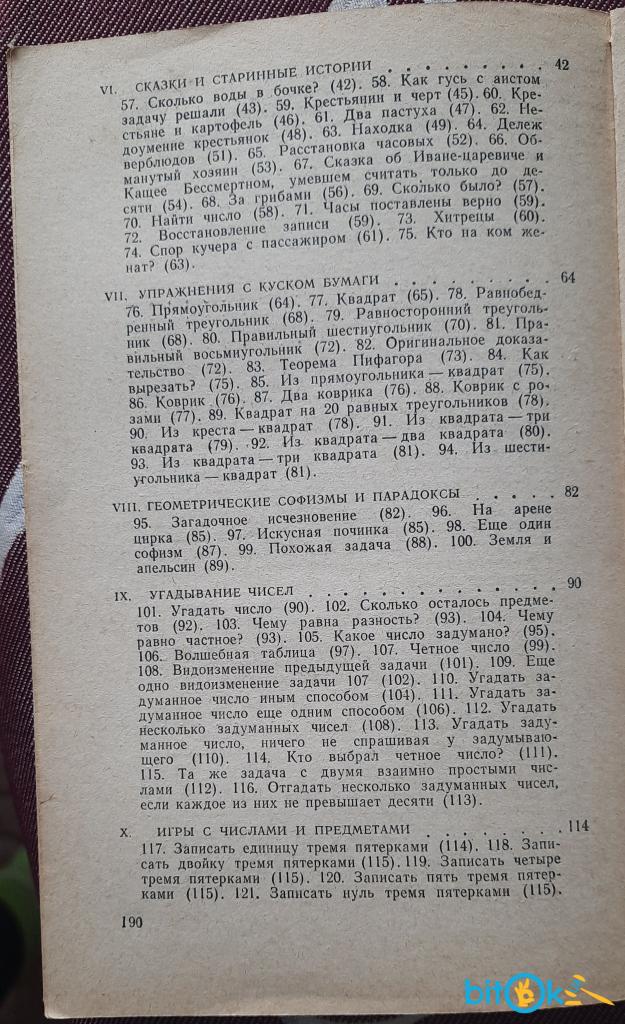 VI. СКАЗКИ И СТАРИННЫЕ ИСТОРИИ . . . . . . . . . 42
57. Сколько воды в бочке? (42). 58. Как гусь с аистом
задачу решали (43). 59. Крестьянин и черт (45). 60. Кре-
стьяне и картофель (46). 61. Два пастуха (47). 62. Не-
доумение крестьянок (48). 63. Находка (49). 64. Дележ
верблюдов (51). 65. Расстановка часовых (52). 66. Об-
манутый хозяин (53). 67. Сказка об Иване-царевиче и
Кащее Бессмертном, умевшем считать только до де-
сяти (54). 68. За грибами (56). 69. Сколько было? (57).
70. Найти число (58). 71. Часы поставлены верно (59).
72. Восстановление записи (59). 73. Хитрецы (60).
74. Спор кучера с пассажиром (61). 75. Кто на ком же-
нат? (63).
VII. УПРАЖНЕНИЯ С КУСКОМ БУМАГИ . . . . . . . . . 64
76. Прямоугольник (64). 77. Квадрат (65). 78. Равнобед-
ренный треугольник (68). 79. Равносторонний треуголь-
ник (68). 80. Правильный шестиугольник (70). 81. Пра-
вильный восьмиугольник (72). 82. Оригинальное доказа-
тельство (72). 83. Теорема Пифагора (73). 84. Как
вырезать? (75). 85. Из прямоугольника — квадрат (75).
86. Коврик (76). 87. Два коврика (76). 88. Коврик с ро-
зами (77). 89. Квадрат на 20 равных треугольников (78).
90. Из креста — квадрат (78). 91. Из квадрата — три
квадрата (79). 92. Из квадрата — два квадрата (80).
93. Из квадрата — три квадрата (81). 94. Из шести-
угольника — квадрат (81).
VIII. ГЕОМЕТРИЧЕСКИЕ СОФИЗМЫ И ПАРАДОКСЫ . . . . . 82
95. Загадочное исчезновение (82). 96. На арене
цирка (85). 97. Искусная починка (85). 98. Еще один
софизм (87). 99. Похожая задача (88). 100. Земля и
апельсин (89).
IX. УГАДЫВАНИЕ ЧИСЕЛ . . . . . . . . . . . . . 90
101. Угадать число (90). 102. Сколько осталось предме-
тов (92). 103. Чему равна разность? (93). 104. Чему
равно частное? (93). 105. Какое число задумано? (95).
106. Волшебная таблица (97). 107. Четное число (99).
108. Видоизменение предыдущей задачи (101). 109. Еще
одно видоизменение задачи 107 (102). 110. Угадать за-
думанное число иным способом (104). 111. Угадать за-
думанное число еще одним способом (106). 112. Угадать
несколько задуманных чисел (108). 113. Угадать заду-
манное число, ничего не спрашивая у задумываю-
щего (110). 114. Кто выбрал четное число? (111).
115. Та же задача с двумя взаимно простыми чис-
лами (112). 116. Отгадать несколько задуманных чисел,
если каждое из них не превышает десяти (113).
X. ИГРЫ С ЧИСЛАМИ И ПРЕДМЕТАМИ . . . . . . . 114
117. Записать единицу тремя пятерками (114). 118. Запи-
сать двойку тремя пятерками (115). 119. Записать четыре
тремя пятерками (115). 120. Записать пять тремя пятер-
ками (115). 121. Записать нуль тремя пятерками (115).
190
bitok